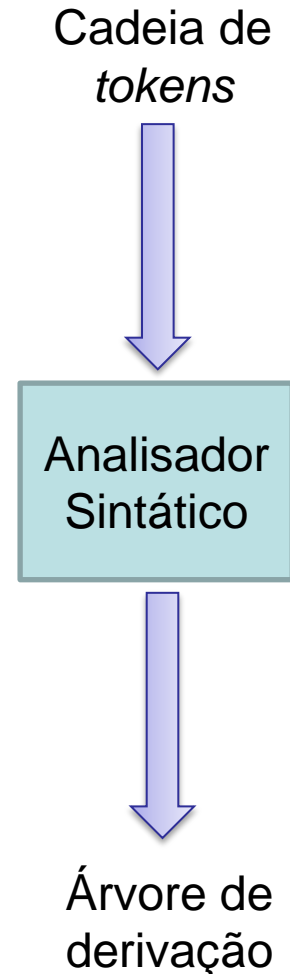 Cadeia de
tokens
Analisador
Sintático
Árvore de
derivação